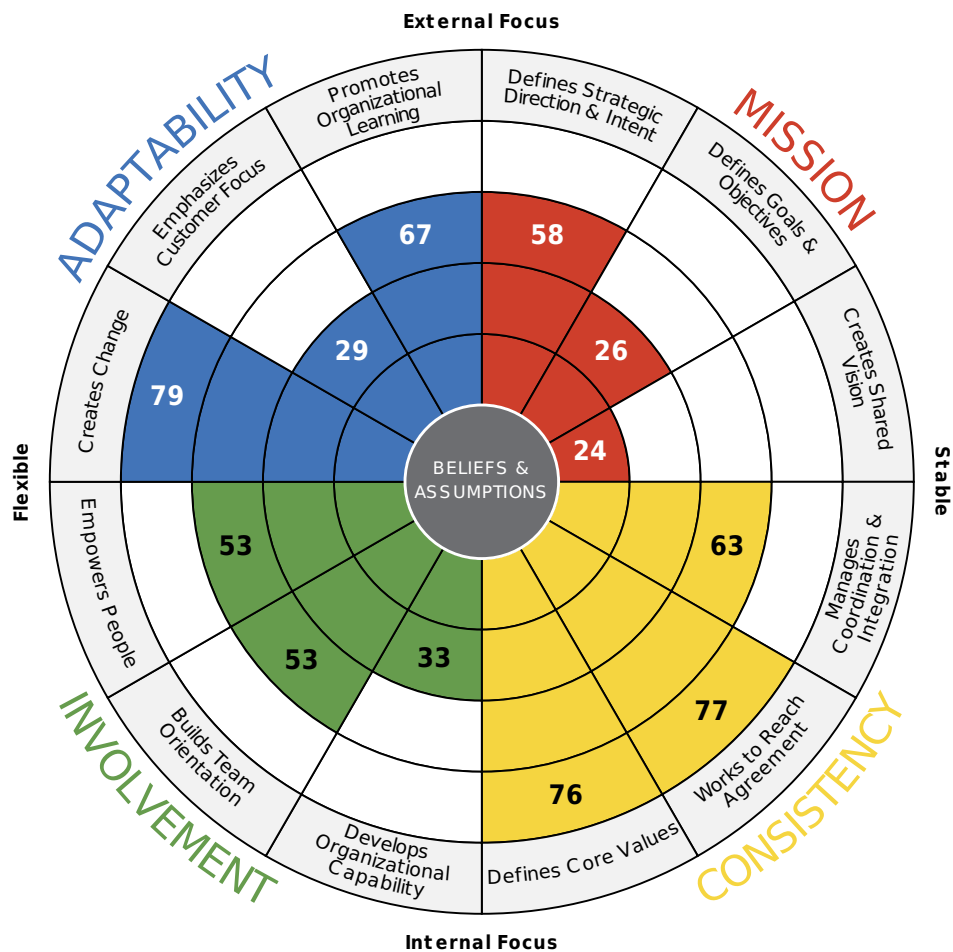 External Focus
ADAPTABILITY
MISSION
Promotes
Organizational
Learning
Defines Strategic
Direction & Intent
Emphasizes
Customer Focus
Defines Goals &
Objectives
67
58
Creates Change
Creates Shared
Vision
29
26
79
24
Flexible
BELIEFS &
ASSUMPTIONS
Stable
Empowers People
53
63
Manages
Coordination &
Integration
53
33
77
Builds Team
Orientation
Works to Reach
Agreement
76
INVOLVEMENT
CONSISTENCY
Develops
Organizational
Capability
Defines Core Values
Internal Focus